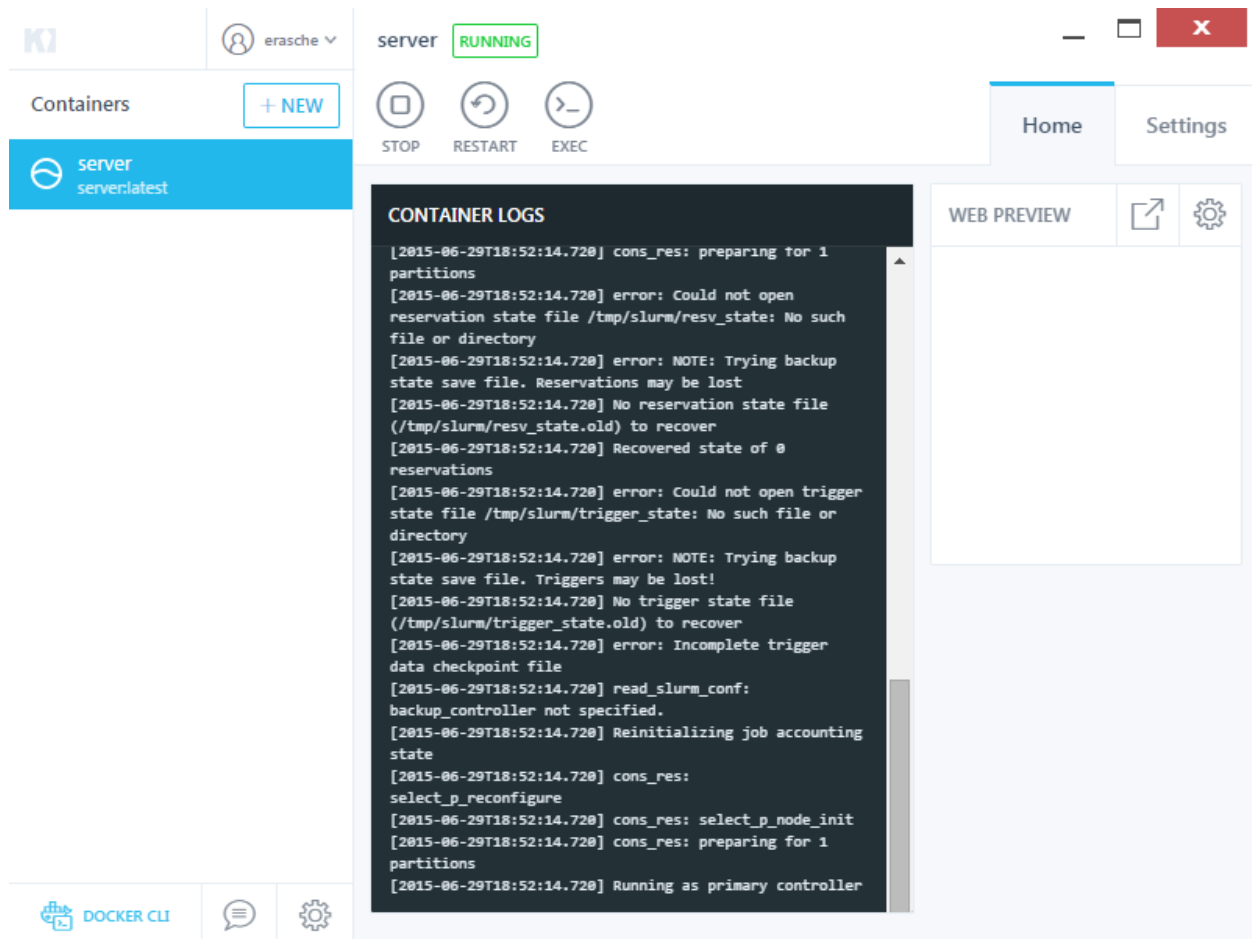 erasche
Containers
+ NEW
server
server:latest
DOCKER CLI
server RUNNING
STOP RESTART EXEC
Home Settings
CONTAINER LOGS
[2015-06-29T18:52:14.720] cons_res: preparing for 1
partitions
[2015-06-29T18:52:14.720] error: Could not open
reservation state file /tmp/slurm/resv_state: No such
file or directory
[2015-06-29T18:52:14.720] error: NOTE: Trying backup
state save file. Reservations may be lost
[2015-06-29T18:52:14.720] No reservation state file
(/tmp/slurm/resv_state.old) to recover
[2015-06-29T18:52:14.720] Recovered state of 0
reservations
[2015-06-29T18:52:14.720] error: Could not open trigger
state file /tmp/slurm/trigger_state: No such file or
directory
[2015-06-29T18:52:14.720] error: NOTE: Trying backup
state save file. Triggers may be lost!
[2015-06-29T18:52:14.720] No trigger state file
(/tmp/slurm/trigger_state.old) to recover
[2015-06-29T18:52:14.720] error: Incomplete trigger
data checkpoint file
[2015-06-29T18:52:14.720] read_slurm_conf:
backup_controller not specified.
[2015-06-29T18:52:14.720] Reinitializing job accounting
state
[2015-06-29T18:52:14.720] cons_res:
select_p_reconfigure
[2015-06-29T18:52:14.720] cons_res: select_p_node_init
[2015-06-29T18:52:14.720] cons_res: preparing for 1
partitions
[2015-06-29T18:52:14.720] Running as primary controller
WEB PREVIEW